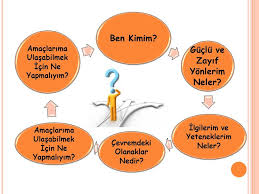 Ben Kimim?
Güçlü ve
Zayıf
Yönlerim
Neler?
İlgilerim ve
Yeteneklerim
Neler?
Çevremdeki
Olanaklar
Nedir?
Amaçlarıma
Ulaşabilmek
İçin Ne
Yapmalıyım?
Amaçlarıma
Ulaşabilmek
İçin Ne
Yapmalıyım?